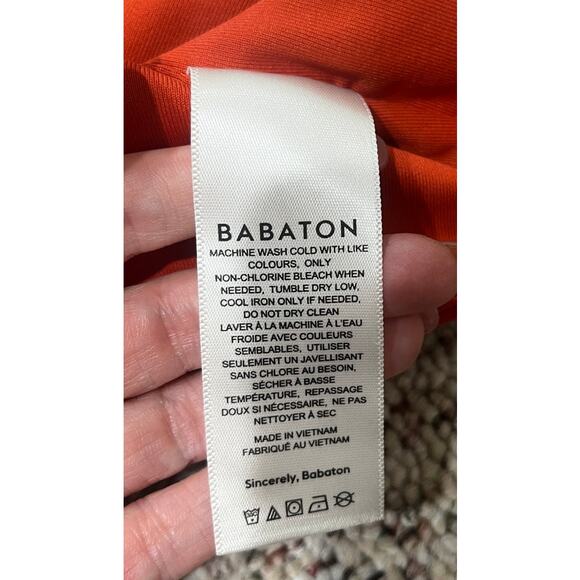 BABATON
MACHINE WASH COLD WITH LIKE
COLOURS, ONLY
NON-CHLORINE BLEACH WHEN
NEEDED, TUMBLE DRY LOW,
COOL IRON ONLY IF NEEDED,
DO NOT DRY CLEAN
LAVER À LA MACHINE À L'EAU
FROIDE AVEC COULEURS
SEMBLABLES, UTILISER
SEULEMENT UN JAVELLISANT
SANS CHLORE AU BESOIN,
SÉCHER À BASSE
TEMPÉRATURE, REPASSAGE
DOUX SI NÉCESSAIRE, NE PAS
NETTOYER À SEC
MADE IN VIETNAM
FABRIQUÉ AU VIETNAM
Sincerely, Babaton